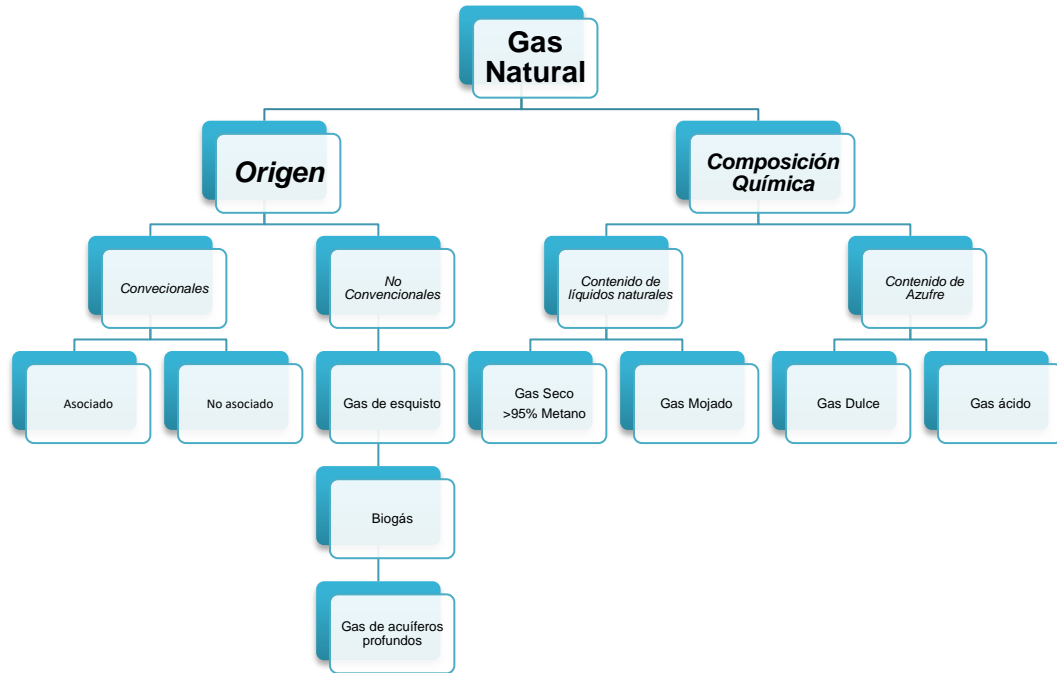 Gas
Natural
Origen
Composición
Química
Convecionales
No
Convencionales
Contenido de
líquidos naturales
Contenido de
Azufre
Asociado
No asociado
Gas de esquisto
Gas Seco
>95% Metano
Gas Mojado
Gas Dulce
Gas ácido
Biogás
Gas de acuíferos
profundos